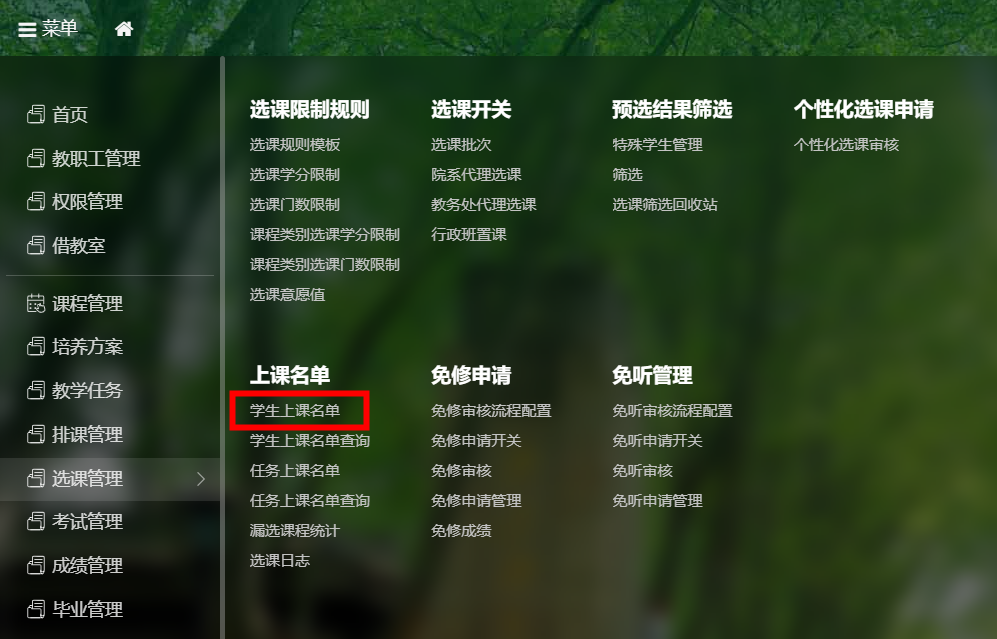 菜单
首页
教职工管理
权限管理
借教室
课程管理
培养方案
教学任务
排课管理
选课管理
考试管理
成绩管理
毕业管理
选课限制规则
选课规则模板
选课学分限制
选课门数限制
课程类别选课学分限制
课程类别选课门数限制
选课意愿值
选课开关
选课批次
院系代理选课
教务处代理选课
行政班置课
预选结果筛选
特殊学生管理
筛选
选课筛选回收站
个性化选课申请
个性化选课审核
上课名单
学生上课名单
学生上课名单查询
任务上课名单
任务上课名单查询
漏选课程统计
选课日志
免修申请
免修审核流程配置
免修申请开关
免修审核
免修申请管理
免修成绩
免听管理
免听审核流程配置
免听申请开关
免听审核
免听申请管理